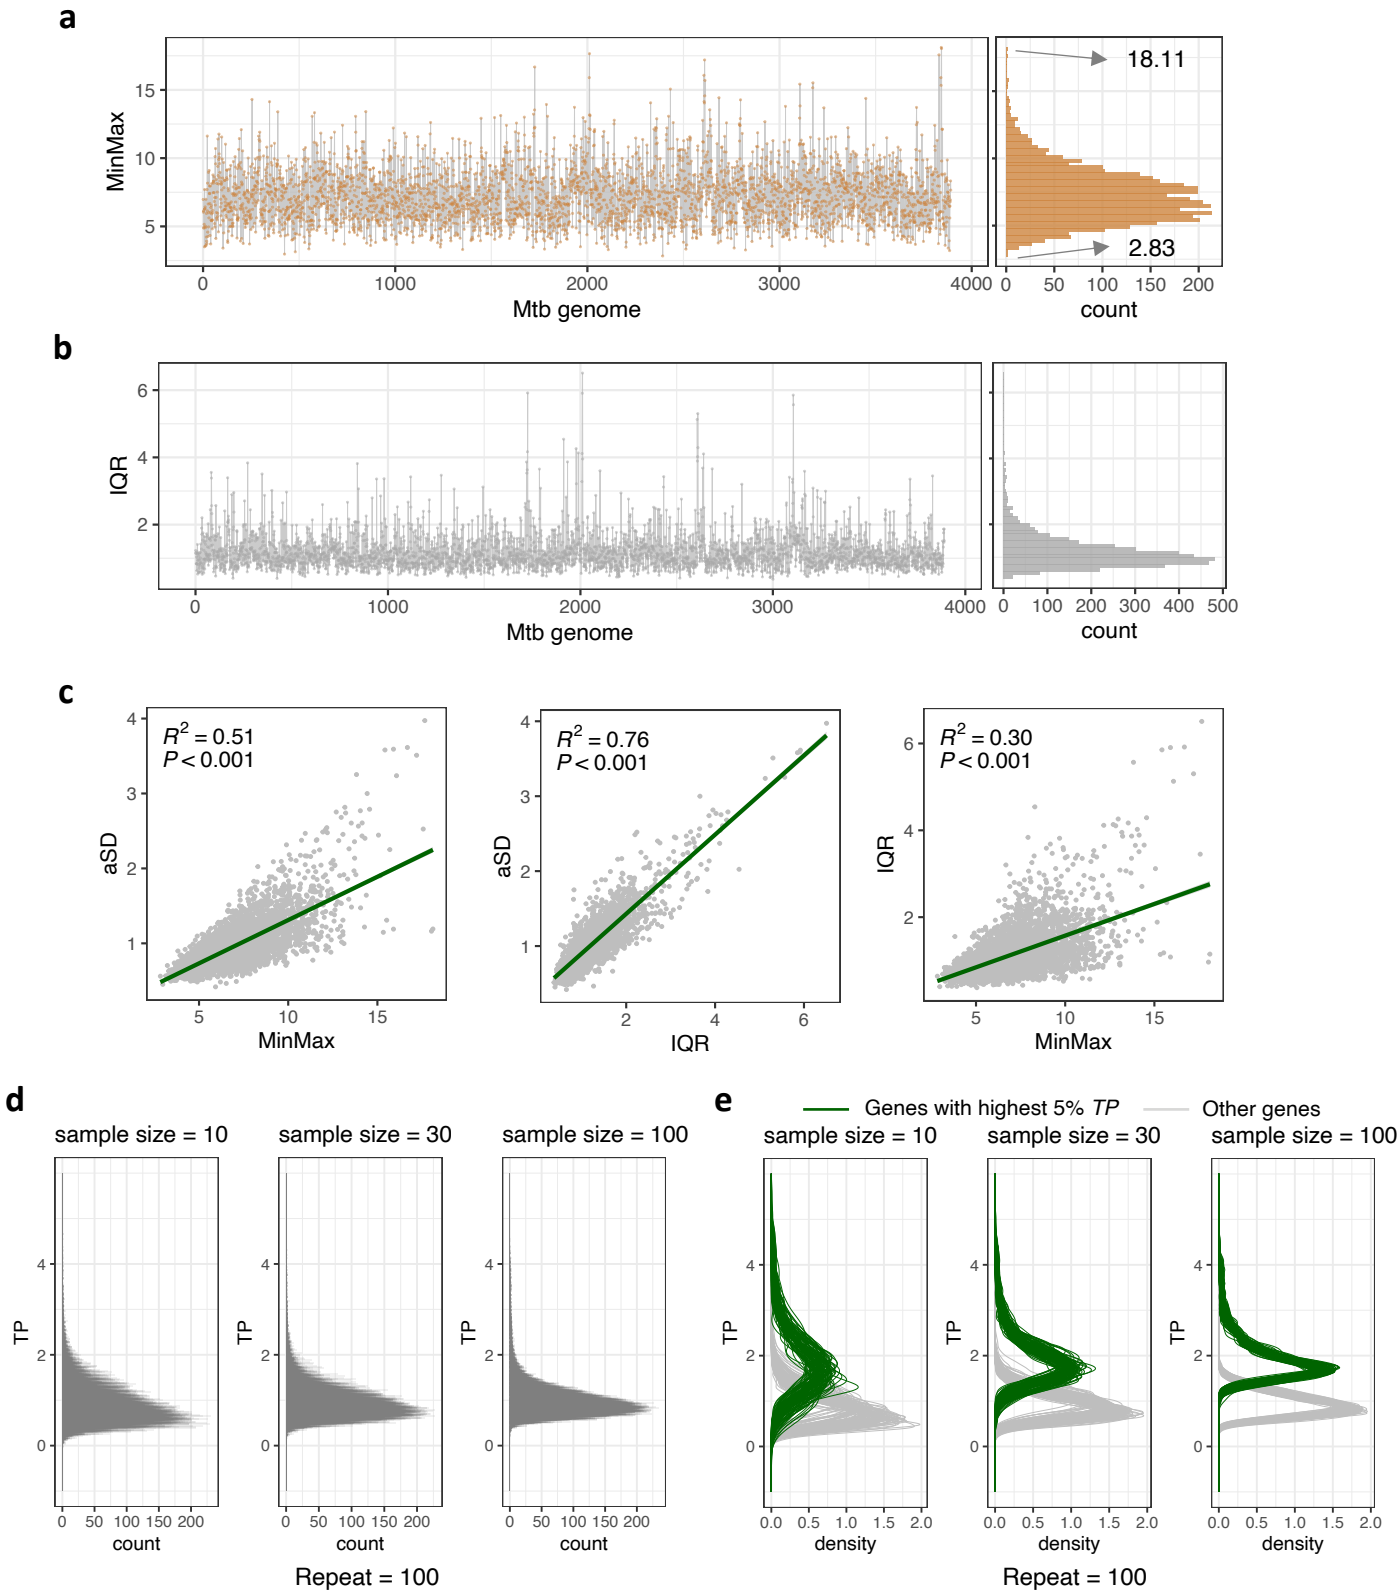 a
MinMax
15
10
5
0 1000 2000 3000 4000
Mtb genome
18.11
2.83
0 50 100 150 200
count
b
IQR
6
4
2
0 1000 2000 3000 4000
Mtb genome
0 100 200 300 400 500
count
c
R² = 0.51
P < 0.001
aSD
4
3
2
1
5 10 15
MinMax
R² = 0.76
P < 0.001
aSD
4
3
2
1
2 4 6
IQR
R² = 0.30
P < 0.001
IQR
6
4
2
5 10 15
MinMax
d
sample size = 10
TP
4
2
0
0 50 100 150 200
count
sample size = 30
TP
4
2
0
0 50 100 150 200
count
sample size = 100
TP
4
2
0
0 50 100 150 200
count
Repeat = 100
e
Genes with highest 5% TP
Other genes
sample size = 10
TP
4
2
0
0.0 0.5 1.0 1.5 2.0
density
sample size = 30
TP
4
2
0
0.0 0.5 1.0 1.5 2.0
density
sample size = 100
TP
4
2
0
0.0 0.5 1.0 1.5 2.0
density
Repeat = 100